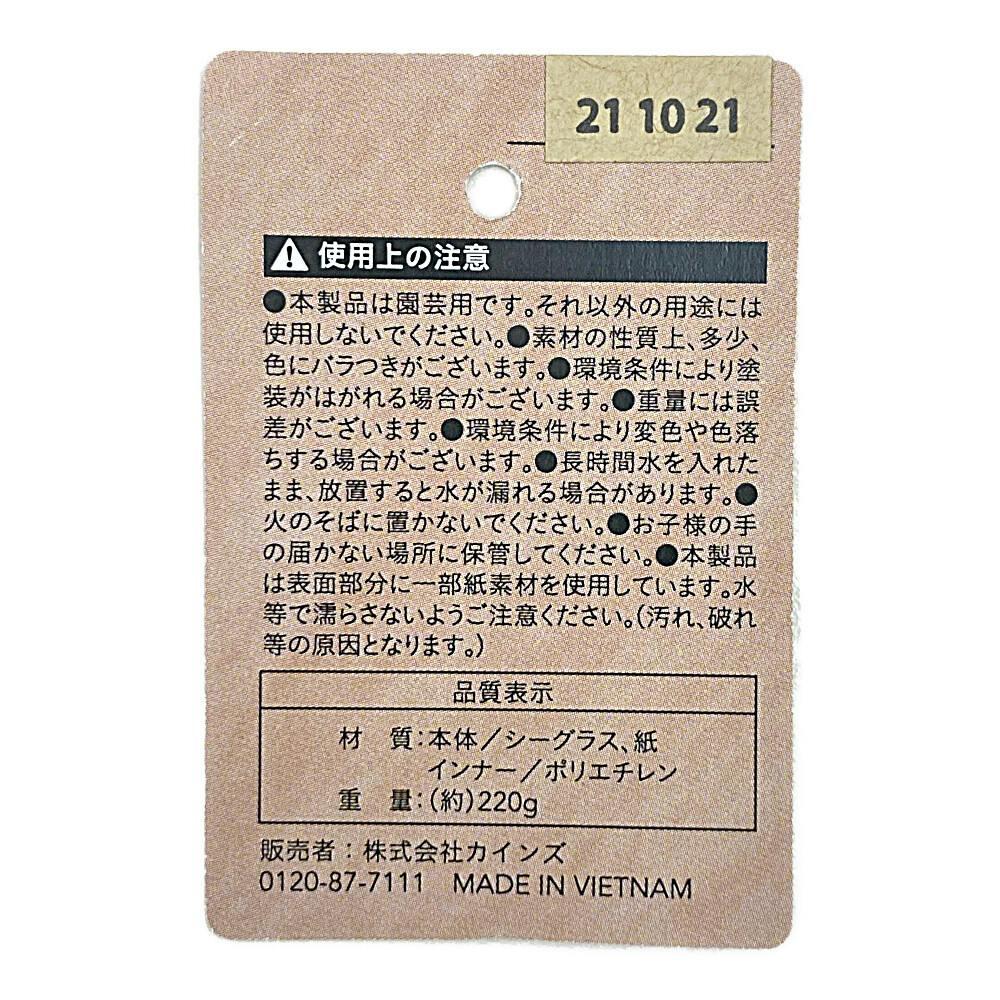 21 10 21
⚠ 使用上の注意
●本製品は園芸用です。それ以外の用途には
使用しないでください。●素材の性質上、多少、
色にバラつきがございます。●環境条件により塗
装がはがれる場合がございます。●重量には誤
差がございます。●環境条件により変色や色落
ちする場合がございます。●長時間水を入れた
まま、放置すると水が漏れる場合があります。●
火のそばに置かないでください。●お子様の手
の届かない場所に保管してください。●本製品
は表面部分に一部紙素材を使用しています。水
等で濡らさないようご注意ください。(汚れ、破れ
等の原因となります。)
品質表示
材 質：本体／シーグラス、紙
インナー／ポリエチレン
重 量：(約)220g
販売者：株式会社カインズ
0120-87-7111 MADE IN VIETNAM